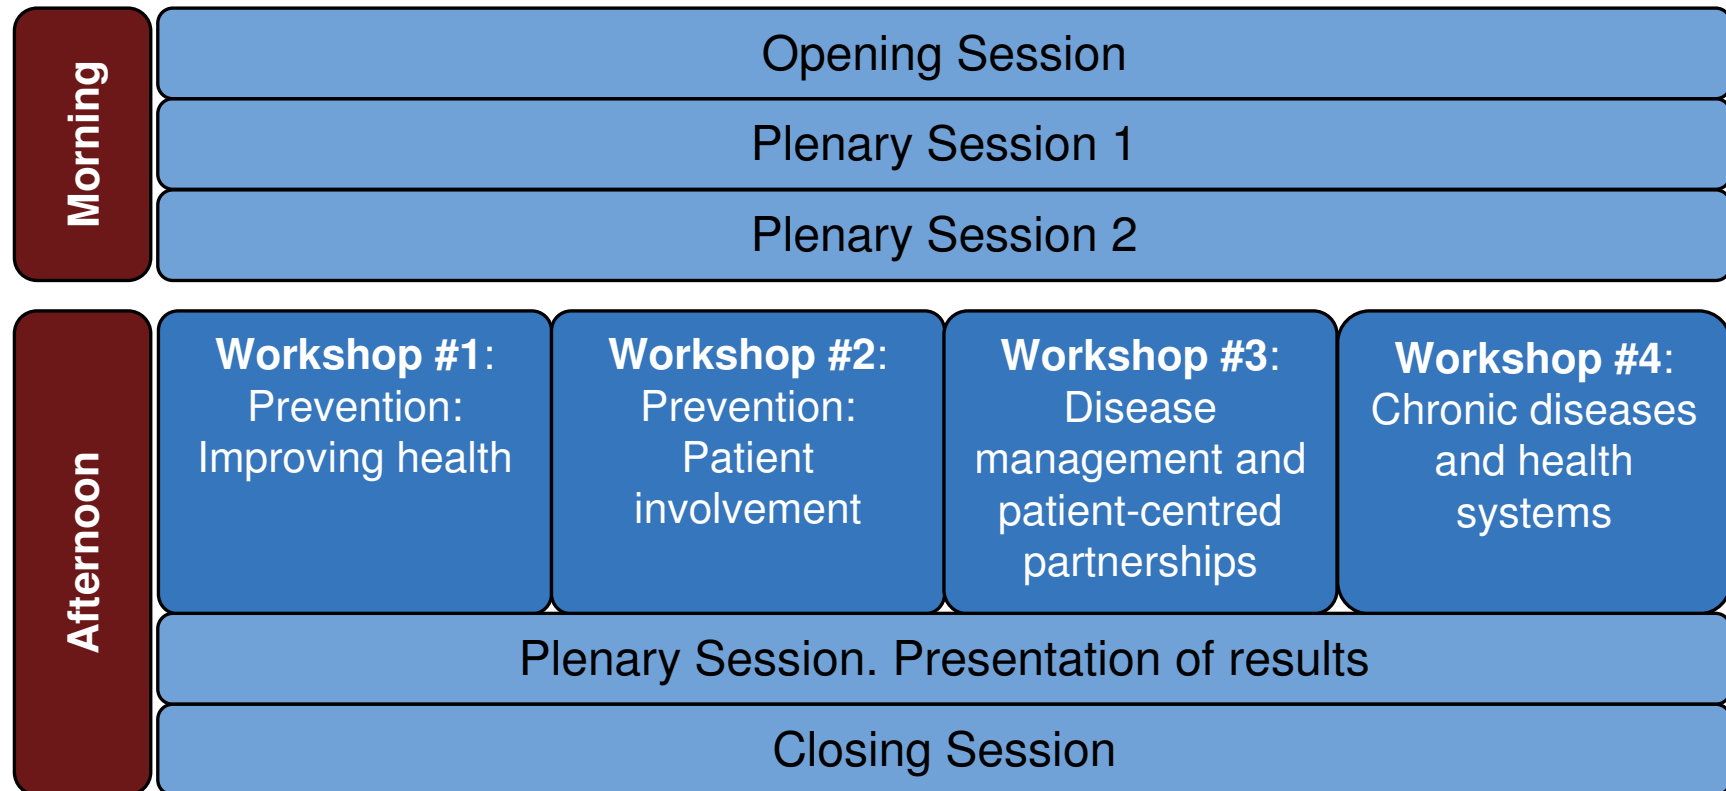 Morning
Opening Session
Plenary Session 1
Plenary Session 2
Afternoon
Workshop #1:
Prevention:
Improving health
Workshop #2:
Prevention:
Patient
involvement
Workshop #3:
Disease
management and
patient-centred
partnerships
Workshop #4:
Chronic diseases
and health
systems
Plenary Session. Presentation of results
Closing Session